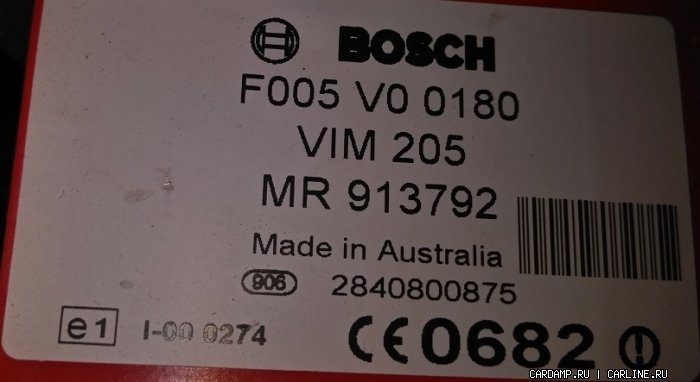 BOSCH
F005 V0 0180
VIM 205
MR 913792
Made in Australia
906 2840800875
e1 I-00 0274 CE0682
CARDAMP.RU | CARLINE.RU